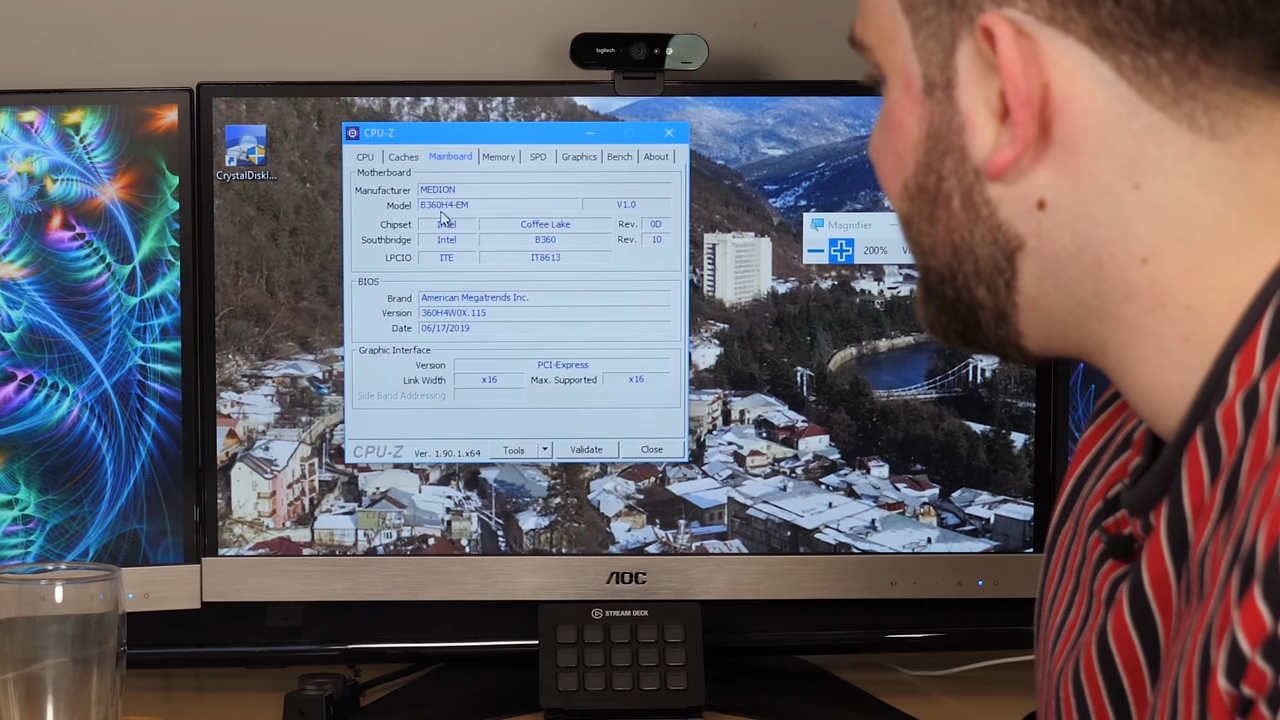 logitech
CrystalDiskI...
CPU-Z
CPU Caches Mainboard Memory SPD Graphics Bench About
Motherboard
Manufacturer MEDION
Model B360H4-EM V1.0
Chipset Intel Coffee Lake Rev. 0D
Southbridge Intel B360 Rev. 10
LPCIO ITE IT8613
BIOS
Brand American Megatrends Inc.
Version 360H4W0X.115
Date 06/17/2019
Graphic Interface
Version PCI-Express
Link Width x16 Max. Supported x16
Side Band Addressing
CPU-Z Ver. 1.90.1.x64 Tools Validate Close
Magnifier
200%
AOC
STREAM DECK